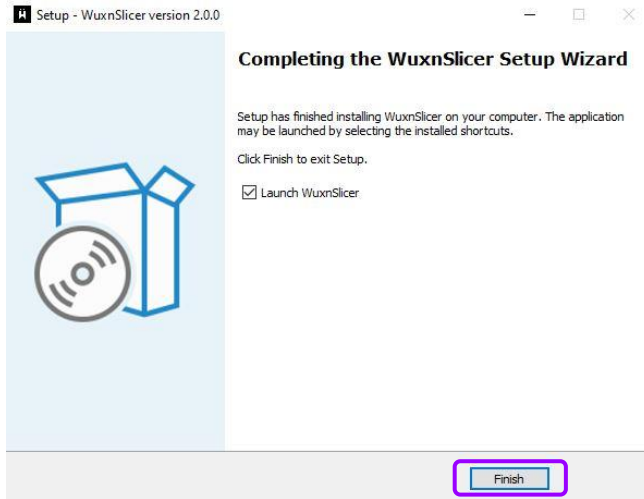 Setup - WuxnSlicer version 2.0.0
Completing the WuxnSlicer Setup Wizard
Setup has finished installing WuxnSlicer on your computer. The application
may be launched by selecting the installed shortcuts.
Click Finish to exit Setup.
Launch WuxnSlicer
Finish